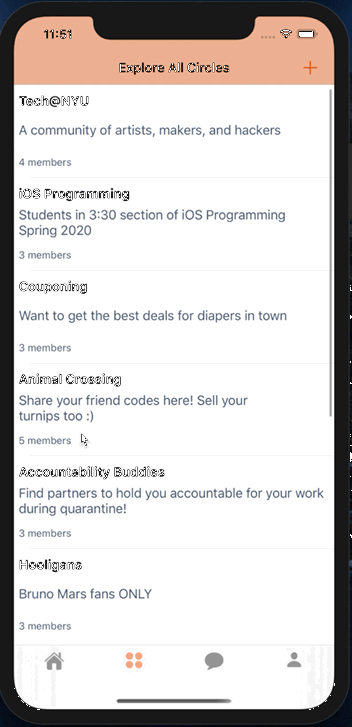 11:51
Explore All Circles
Tech@NYU
A community of artists, makers, and hackers
4 members
iOS Programming
Students in 3:30 section of iOS Programming
Spring 2020
3 members
Couponing
Want to get the best deals for diapers in town
3 members
Animal Crossing
Share your friend codes here! Sell your
turnips too :)
5 members
Accountability Buddies
Find partners to hold you accountable for your work
during quarantine!
3 members
Hooligans
Bruno Mars fans ONLY
3 members